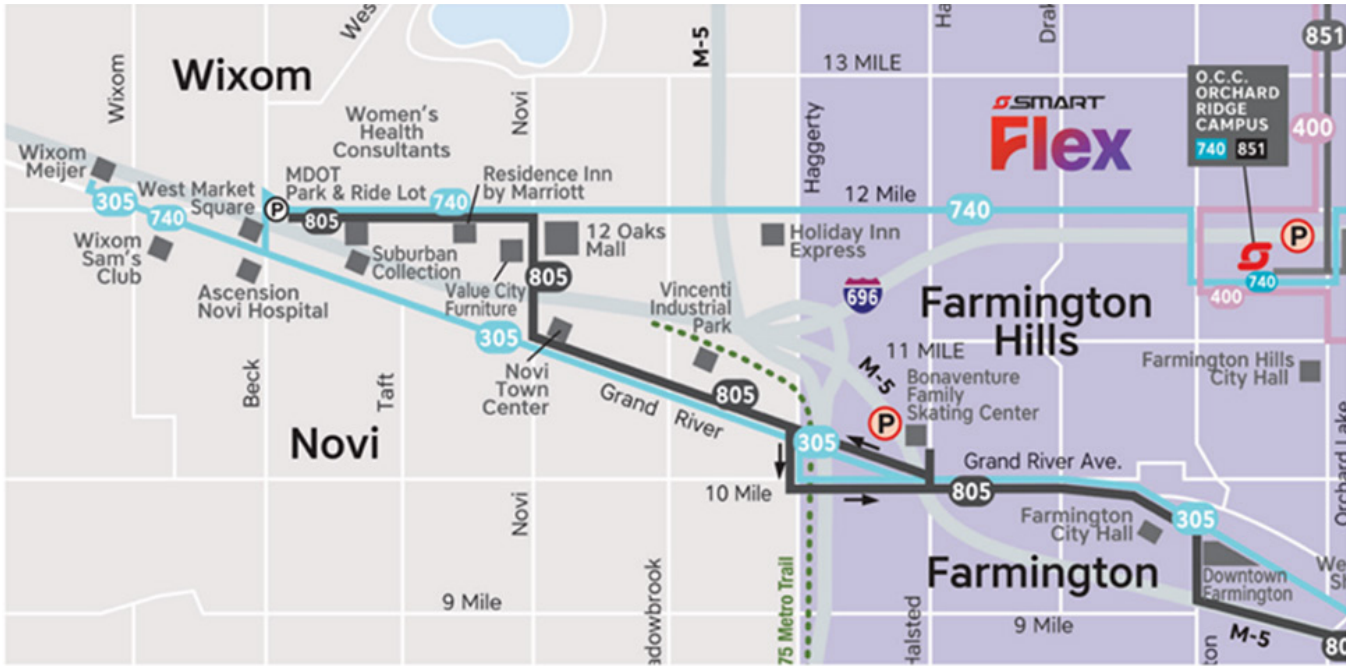 Wixom
M-5
13 MILE
SMART
Flex
O.C.C.
ORCHARD
RIDGE
CAMPUS
740 851
851
400
Wixom
Novi
Haggerty
Women's
Health
Consultants
Wixom
Meijer
305
740
West Market
Square
P
MDOT
Park & Ride Lot
805
740
Residence Inn
by Marriott
12 Mile
740
P
Wixom
Sam's
Club
Ascension
Novi Hospital
Suburban
Collection
Value City
Furniture
805
12 Oaks
Mall
Holiday Inn
Express
696
400
740
Vincenti
Industrial
Park
Farmington
Hills
305
Novi
Town
Center
Grand River
805
M-5
11 MILE
Bonaventure
Family
Skating Center
P
Farmington Hills
City Hall
Beck
Taft
Novi
305
Grand River Ave.
Orchard Lake
10 Mile
805
Novi
Farmington
City Hall
305
Farmington
Downtown
Farmington
9 Mile
75 Metro Trail
Halsted
9 Mile
M-5